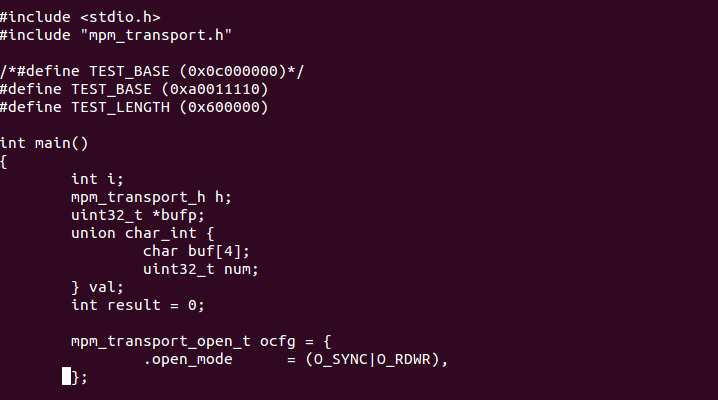 #include <stdio.h>
#include "mpm_transport.h"

/*#define TEST_BASE (0x0c000000)*/
#define TEST_BASE (0xa0011110)
#define TEST_LENGTH (0x600000)

int main()
{
        int i;
        mpm_transport_h h;
        uint32_t *bufp;
        union char_int {
                char buf[4];
                uint32_t num;
        } val;
        int result = 0;

        mpm_transport_open_t ocfg = {
                .open_mode      = (O_SYNC|O_RDWR),
        };